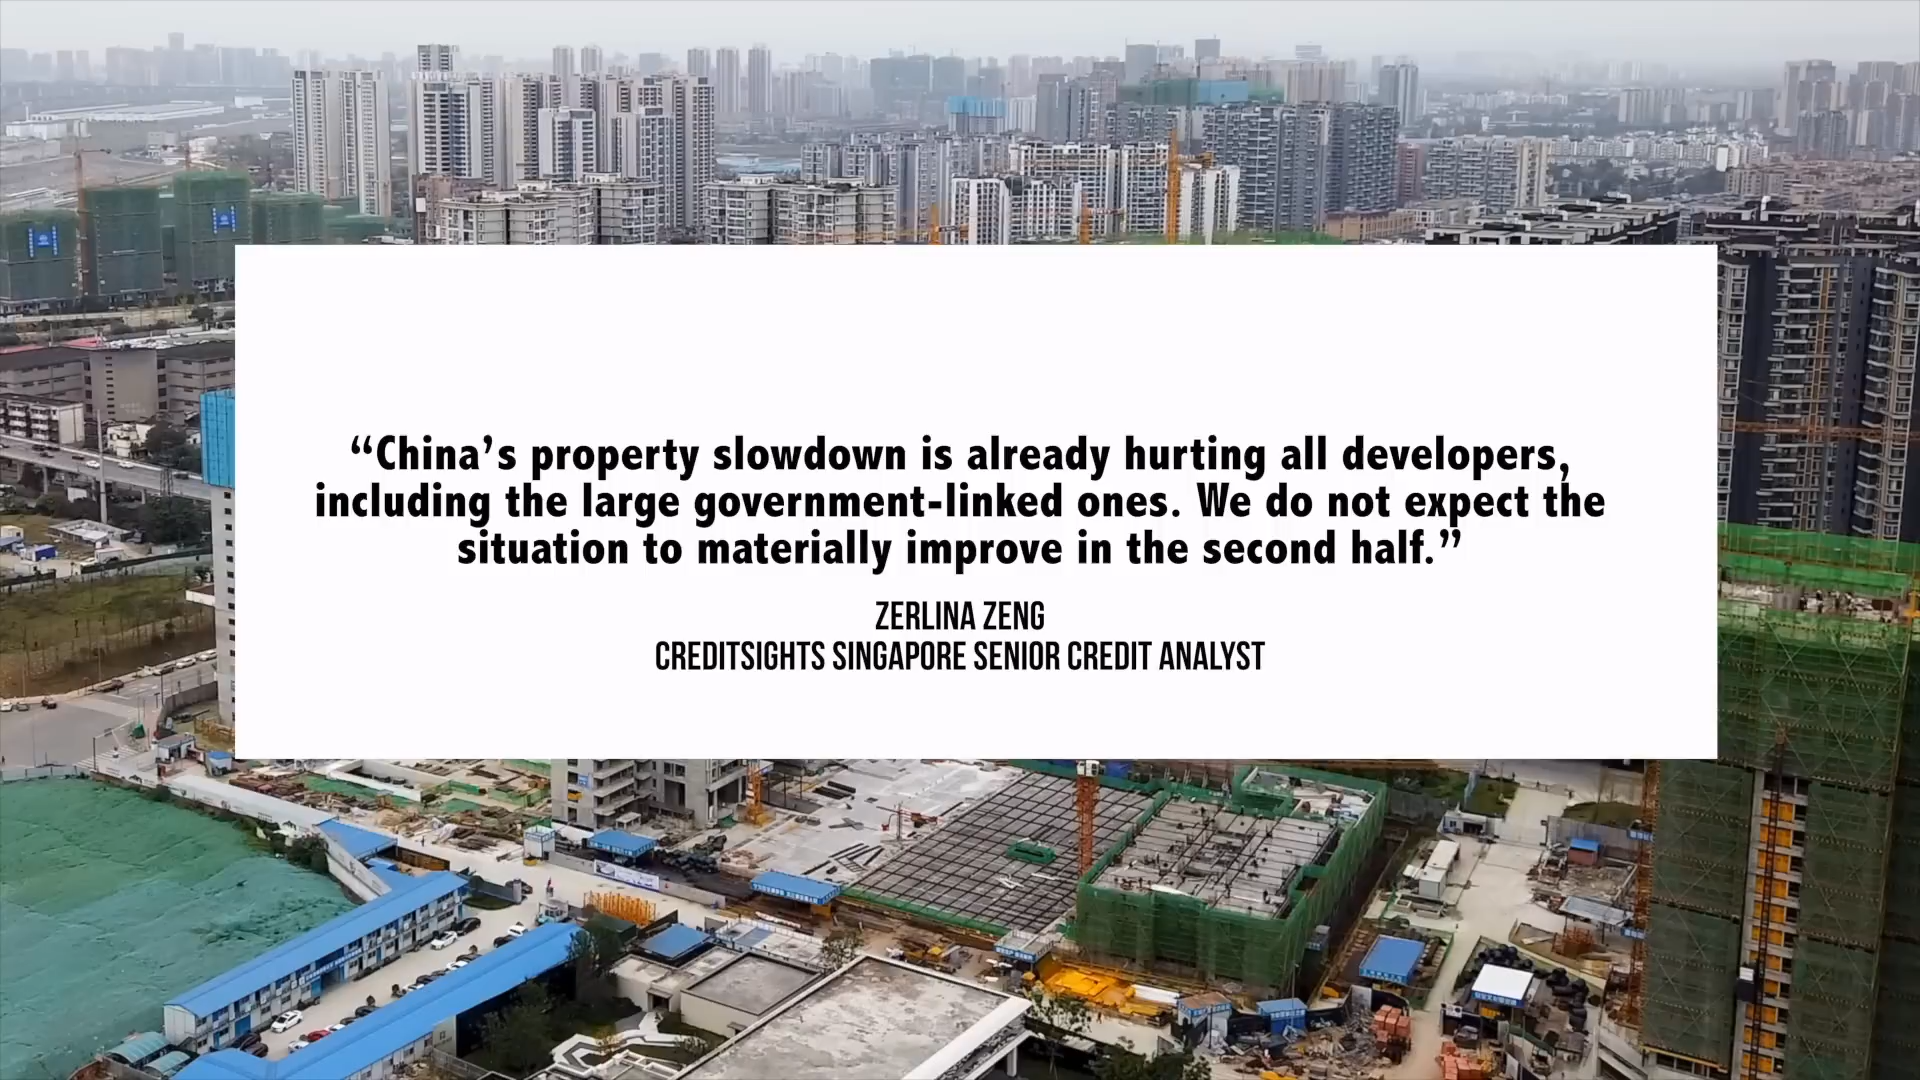 “China’s property slowdown is already hurting all developers,
including the large government-linked ones. We do not expect the
situation to materially improve in the second half.”
ZERLINA ZENG
CREDITSIGHTS SINGAPORE SENIOR CREDIT ANALYST